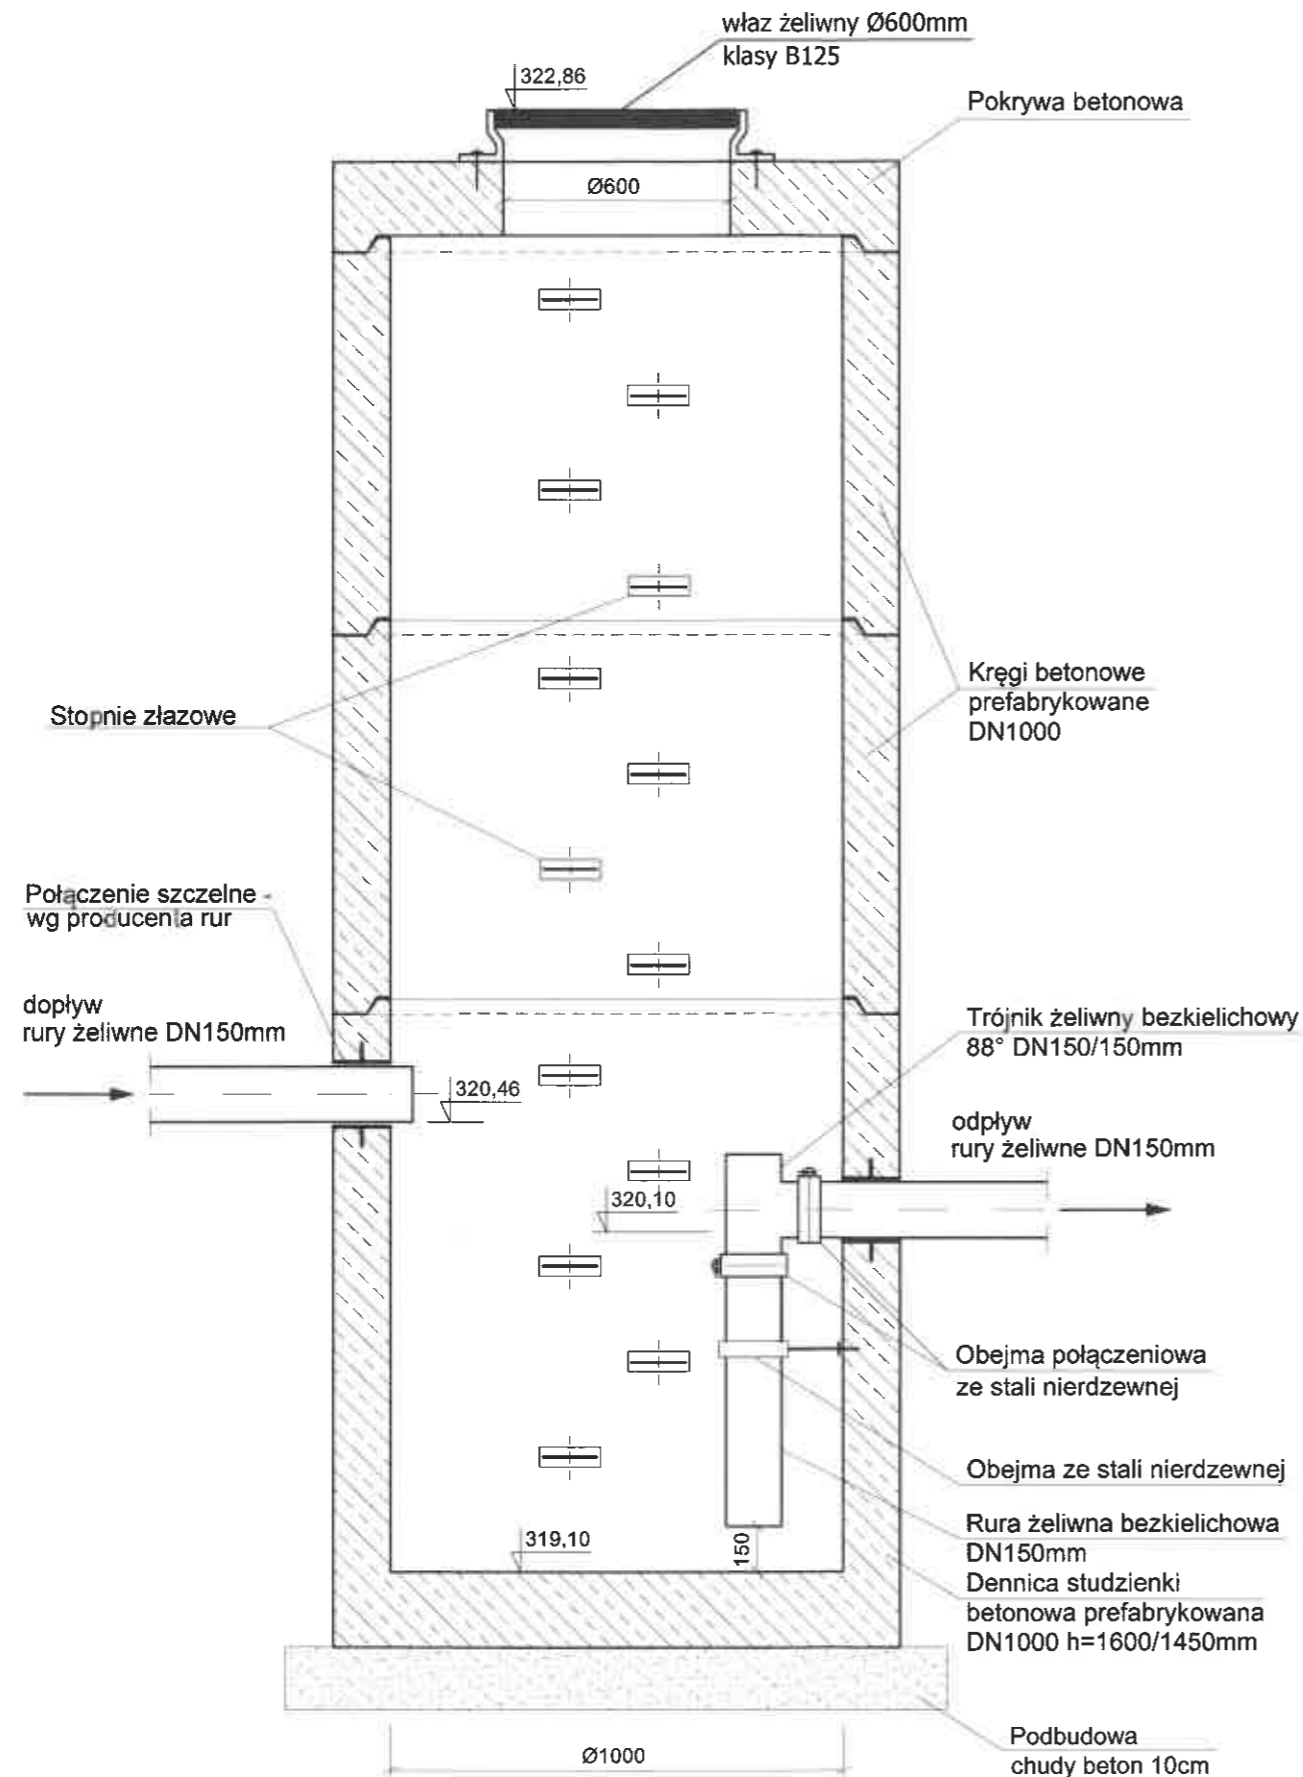 właz żeliwny Ø600mm
klasy B125
322,86
Pokrywa betonowa
Ø600
Kręgi betonowe
prefabrykowane
DN1000
Stopnie złazowe
Połączenie szczelne -
wg producenta rur
dopływ
rury żeliwne DN150mm
320,46
Trójnik żeliwny bezkielichowy
88° DN150/150mm
odpływ
rury żeliwne DN150mm
320,10
Obejma połączeniowa
ze stali nierdzewnej
Obejma ze stali nierdzewnej
Rura żeliwna bezkielichowa
DN150mm
319,10
150
Dennica studzienki
betonowa prefabrykowana
DN1000 h=1600/1450mm
Podbudowa
chudy beton 10cm
Ø1000